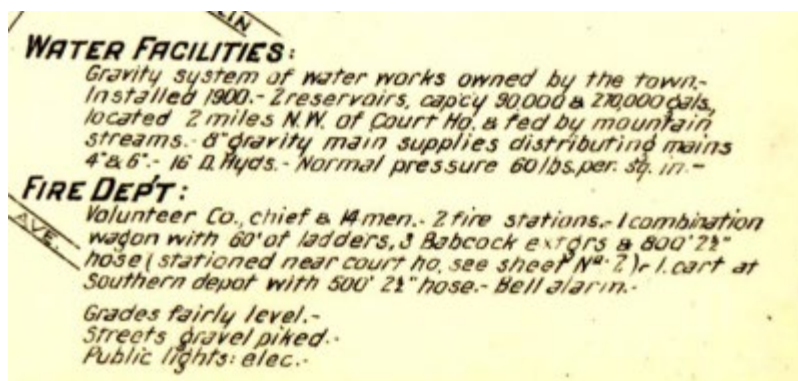 LIN
WATER FACILITIES:
Gravity system of water works owned by the town.-
Installed 1900.- 2 reservoirs, cap'cy 90,000 & 270,000 gals.,
located 2 miles N.W. of Court Ho. & fed by mountain
streams.- 8" gravity main supplies distributing mains
4" & 6".- 16 D. Hyds.- Normal pressure 60 lbs. per. sq. in.-
FIRE DEP'T:
Volunteer Co., chief & 14 men.- 2 fire stations.- 1 combination
wagon with 60' of ladders, 3 Babcock extgrs & 800' 2½"
AVE.
hose (stationed near court ho, see sheet No. 2).- 1. cart at
Southern depot with 500' 2½" hose.- Bell alarm.-
Grades fairly level.-
Streets gravel piked.-
Public lights: elec.-